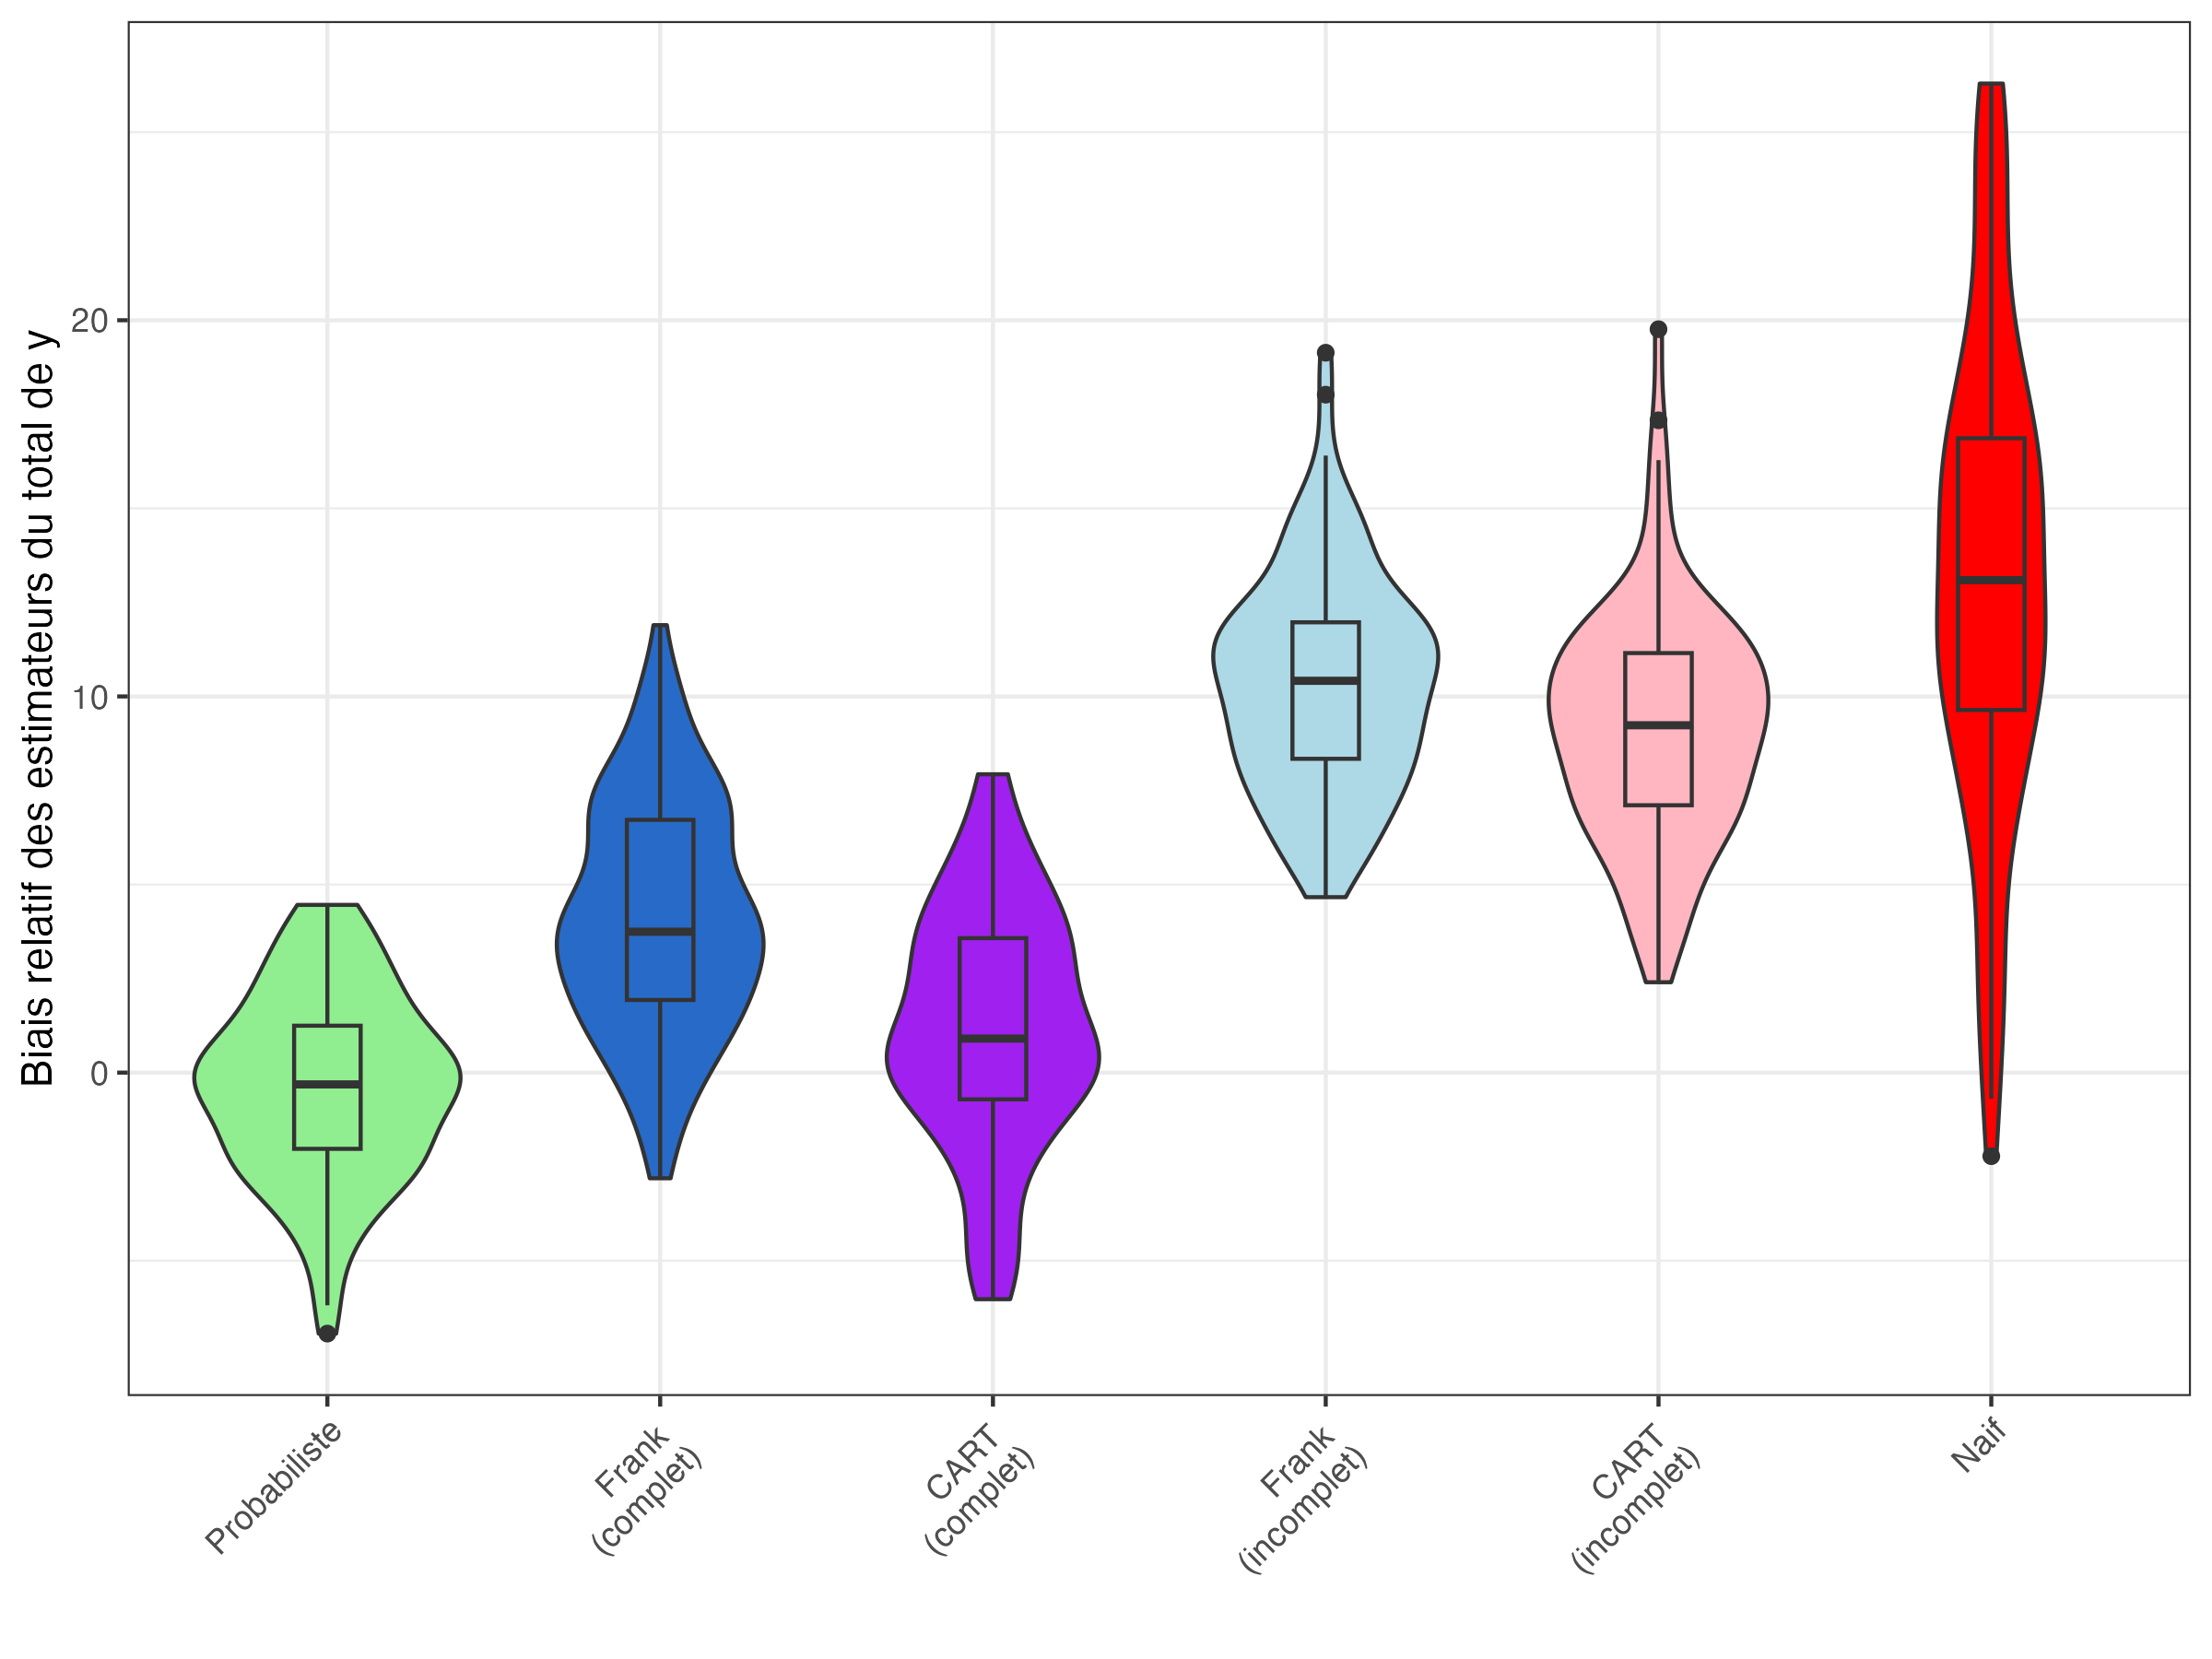 Biais relatif des estimateurs du total de y
20
10
0
Probabiliste
Frank
(complet)
CART
(complet)
Frank
(incomplet)
CART
(incomplet)
Naif